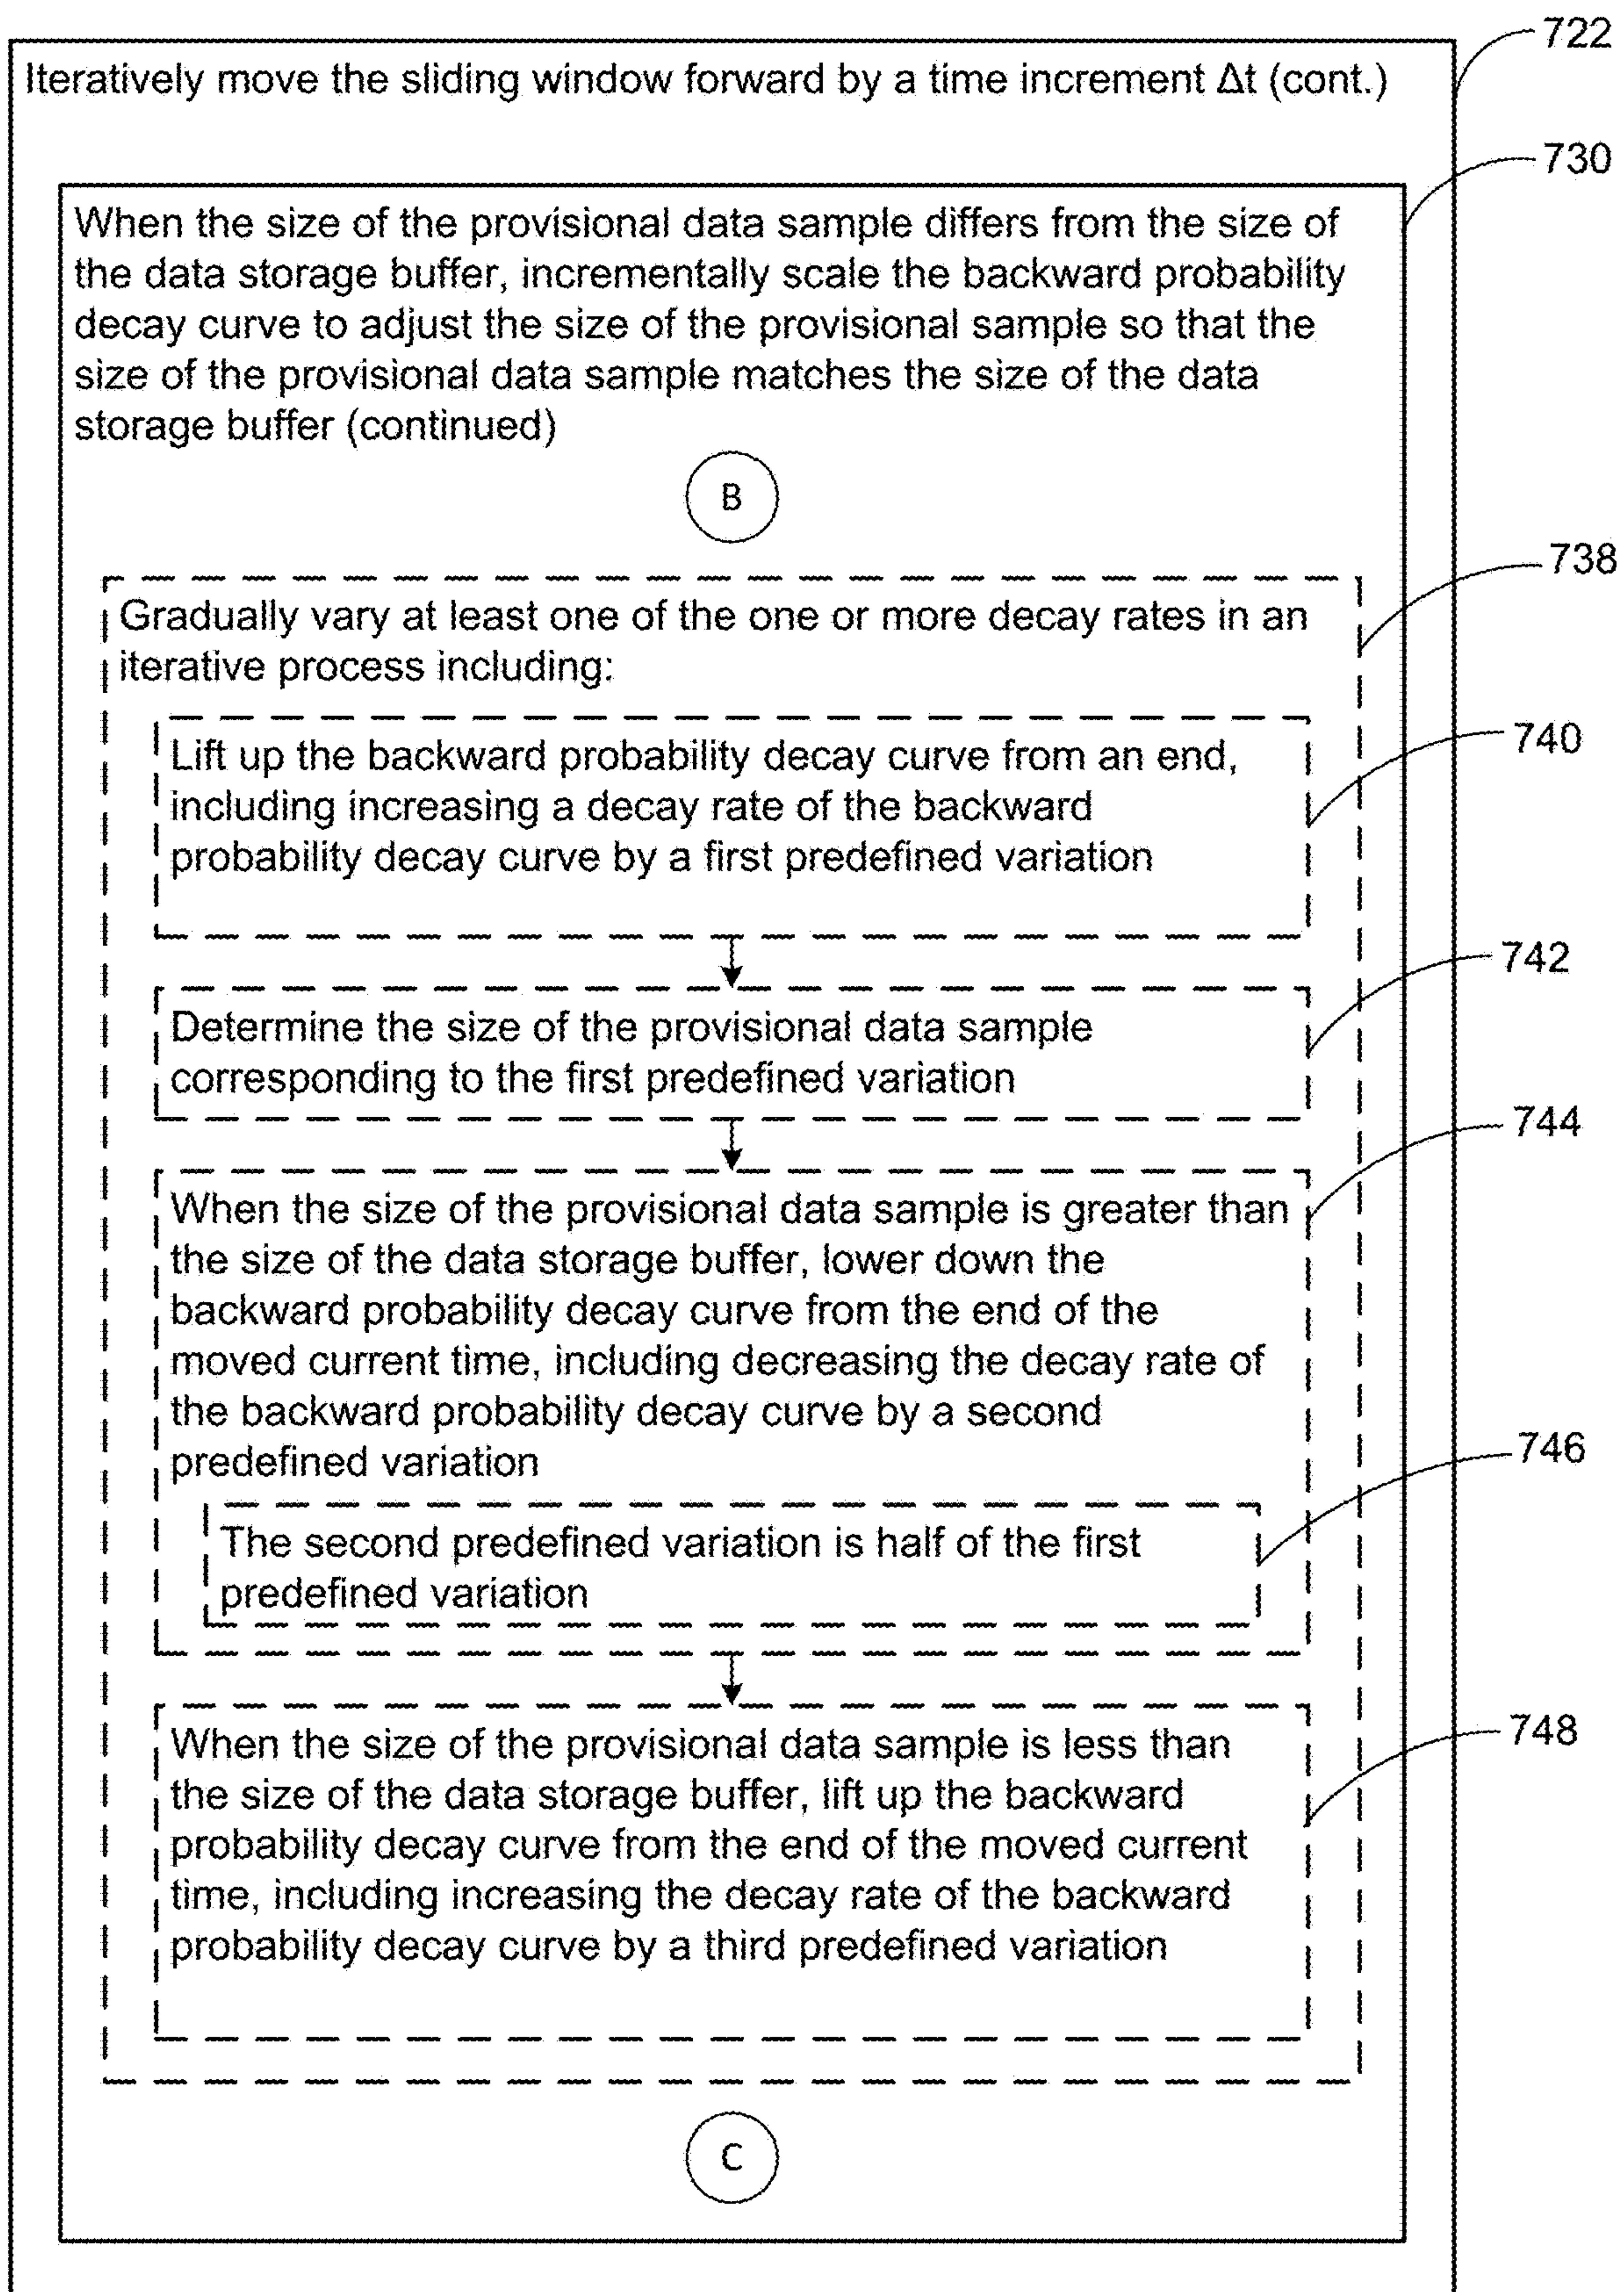 722
Iteratively move the sliding window forward by a time increment Δt (cont.)
730
When the size of the provisional data sample differs from the size of
the data storage buffer, incrementally scale the backward probability
decay curve to adjust the size of the provisional sample so that the
size of the provisional data sample matches the size of the data
storage buffer (continued)
B
738
Gradually vary at least one of the one or more decay rates in an
iterative process including:
740
Lift up the backward probability decay curve from an end,
including increasing a decay rate of the backward
probability decay curve by a first predefined variation
742
Determine the size of the provisional data sample
corresponding to the first predefined variation
744
When the size of the provisional data sample is greater than
the size of the data storage buffer, lower down the
backward probability decay curve from the end of the
moved current time, including decreasing the decay rate of
the backward probability decay curve by a second
predefined variation
746
The second predefined variation is half of the first
predefined variation
748
When the size of the provisional data sample is less than
the size of the data storage buffer, lift up the backward
probability decay curve from the end of the moved current
time, including increasing the decay rate of the backward
probability decay curve by a third predefined variation
C